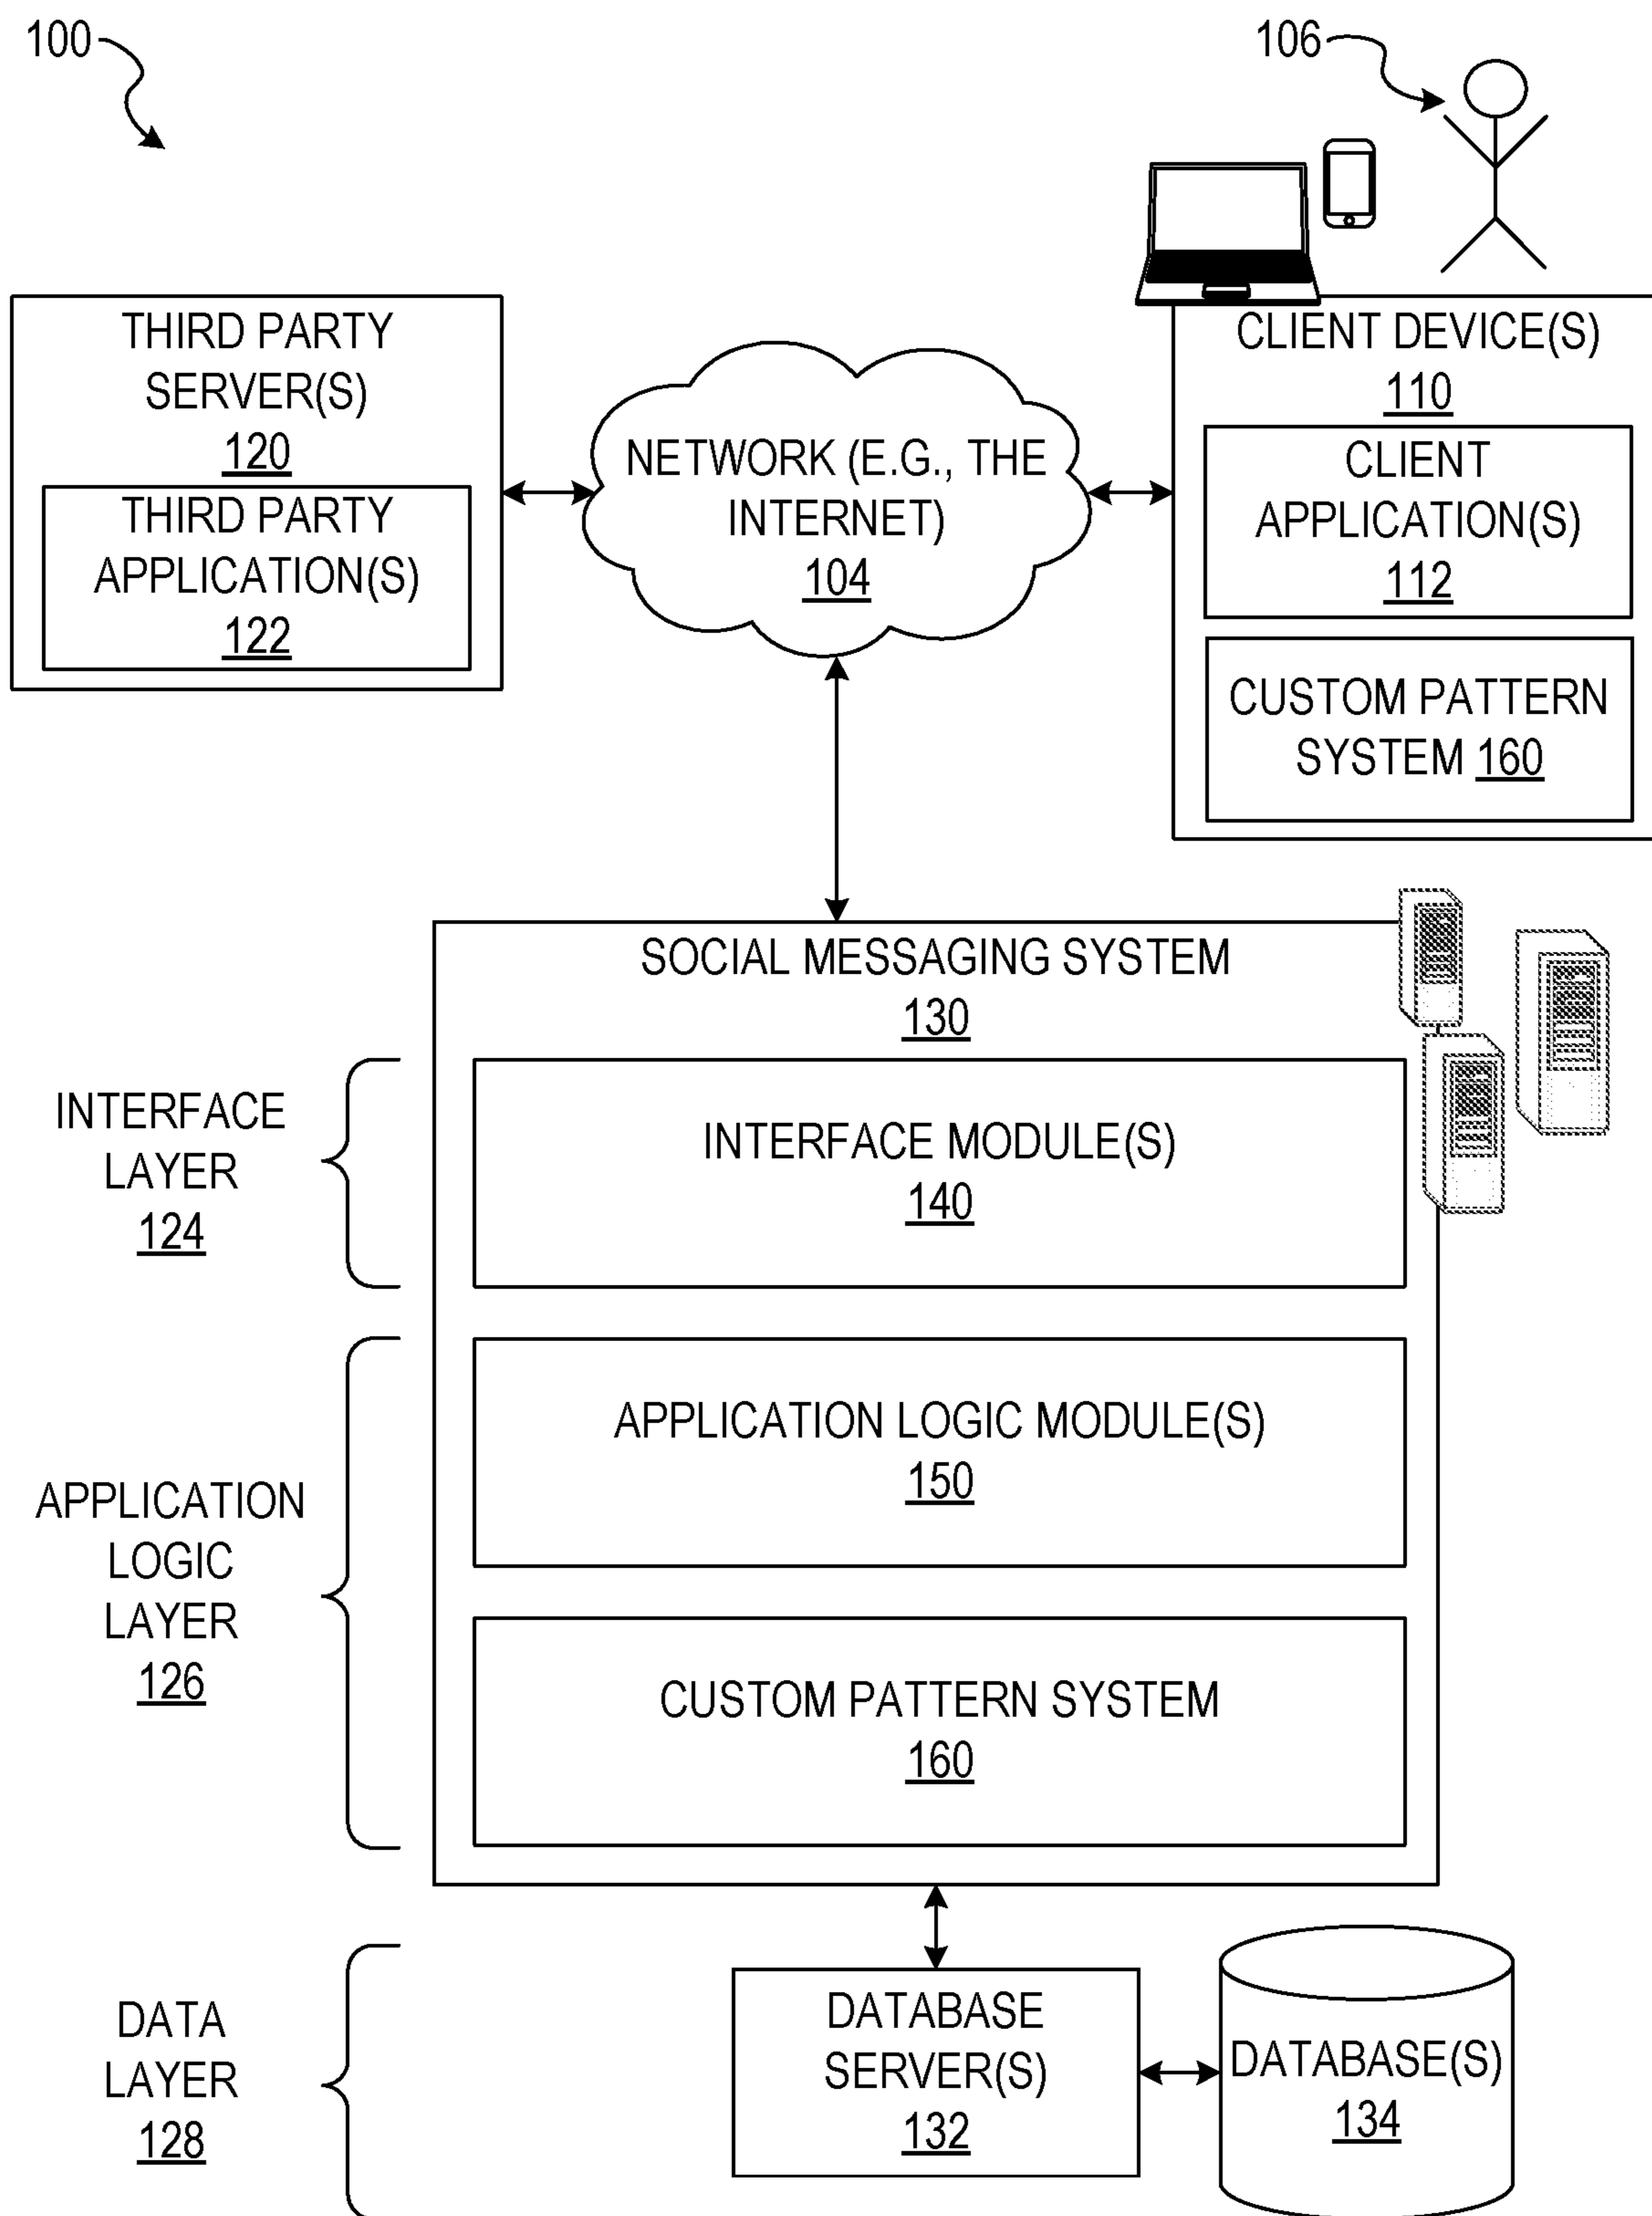 100
106
THIRD PARTY
SERVER(S)
120
THIRD PARTY
APPLICATION(S)
122
NETWORK (E.G., THE
INTERNET)
104
CLIENT DEVICE(S)
110
CLIENT
APPLICATION(S)
112
CUSTOM PATTERN
SYSTEM 160
SOCIAL MESSAGING SYSTEM
130
INTERFACE
LAYER
124
INTERFACE MODULE(S)
140
APPLICATION
LOGIC
LAYER
126
APPLICATION LOGIC MODULE(S)
150
CUSTOM PATTERN SYSTEM
160
DATA
LAYER
128
DATABASE
SERVER(S)
132
DATABASE(S)
134